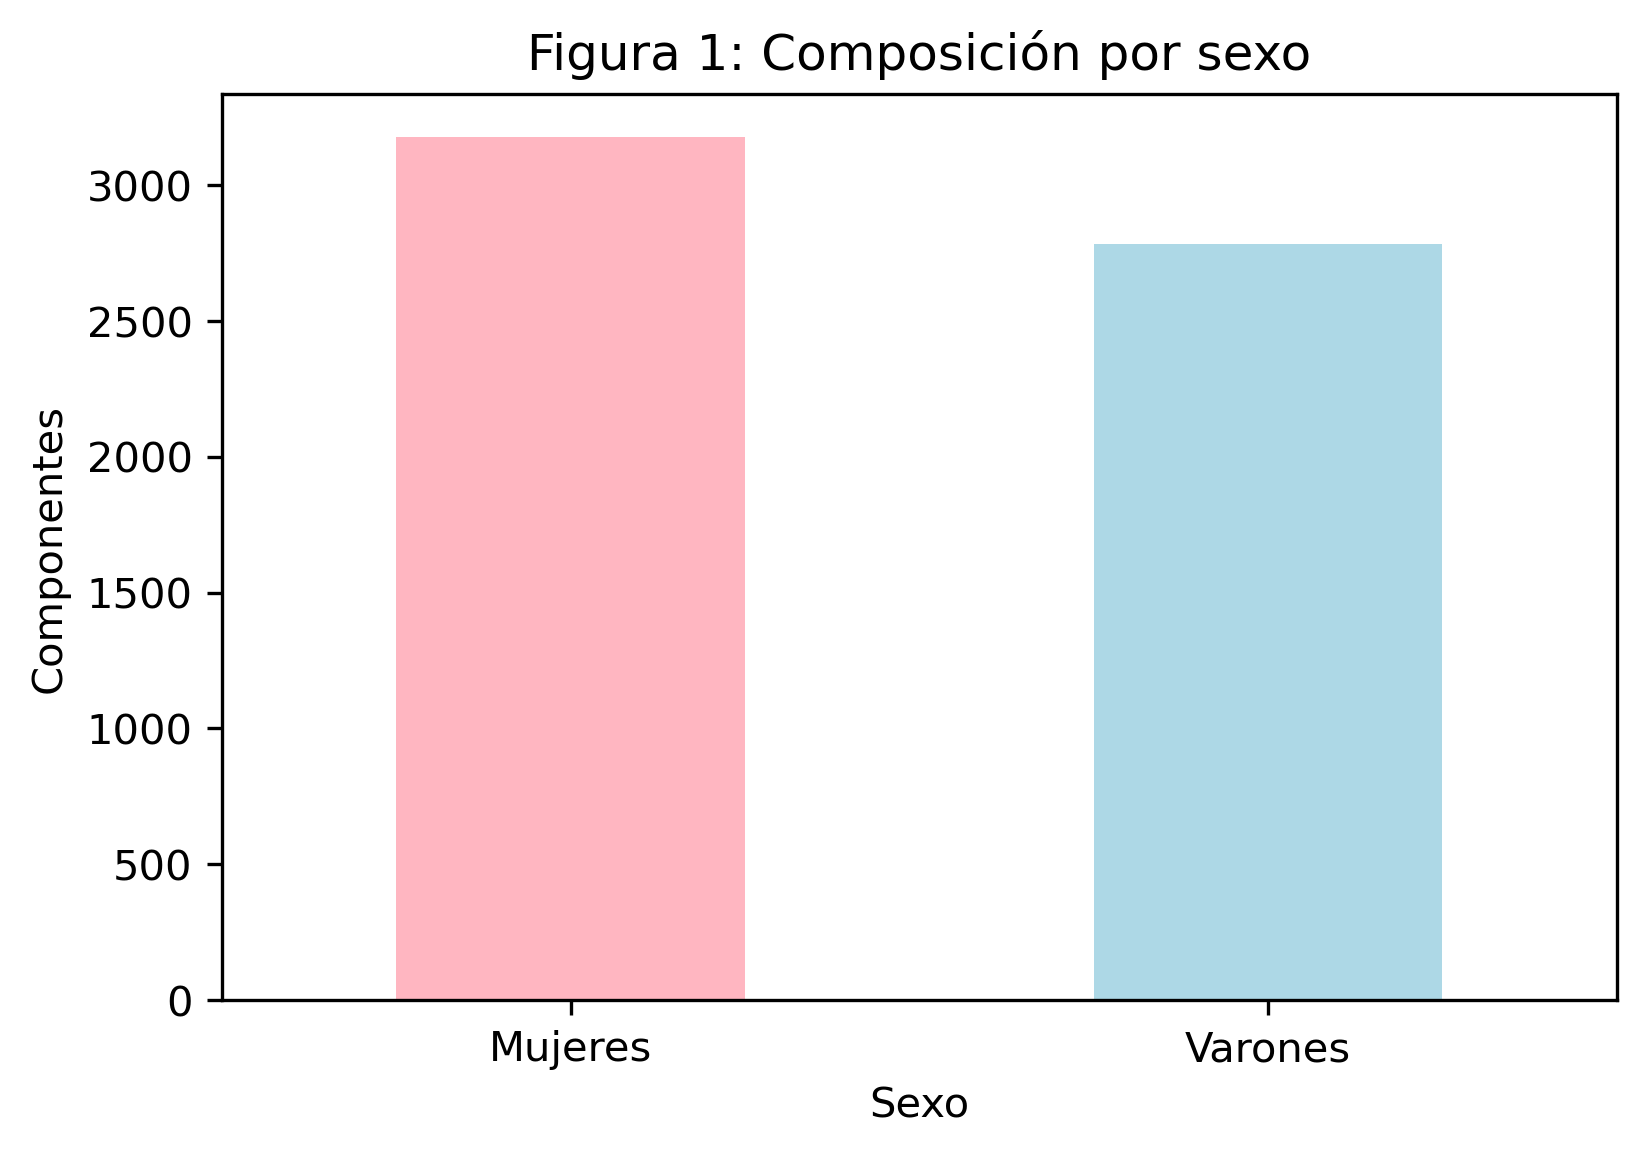 Figura 1: Composición por sexo
Componentes
3000
2500
2000
1500
1000
500
0
Mujeres
Varones
Sexo